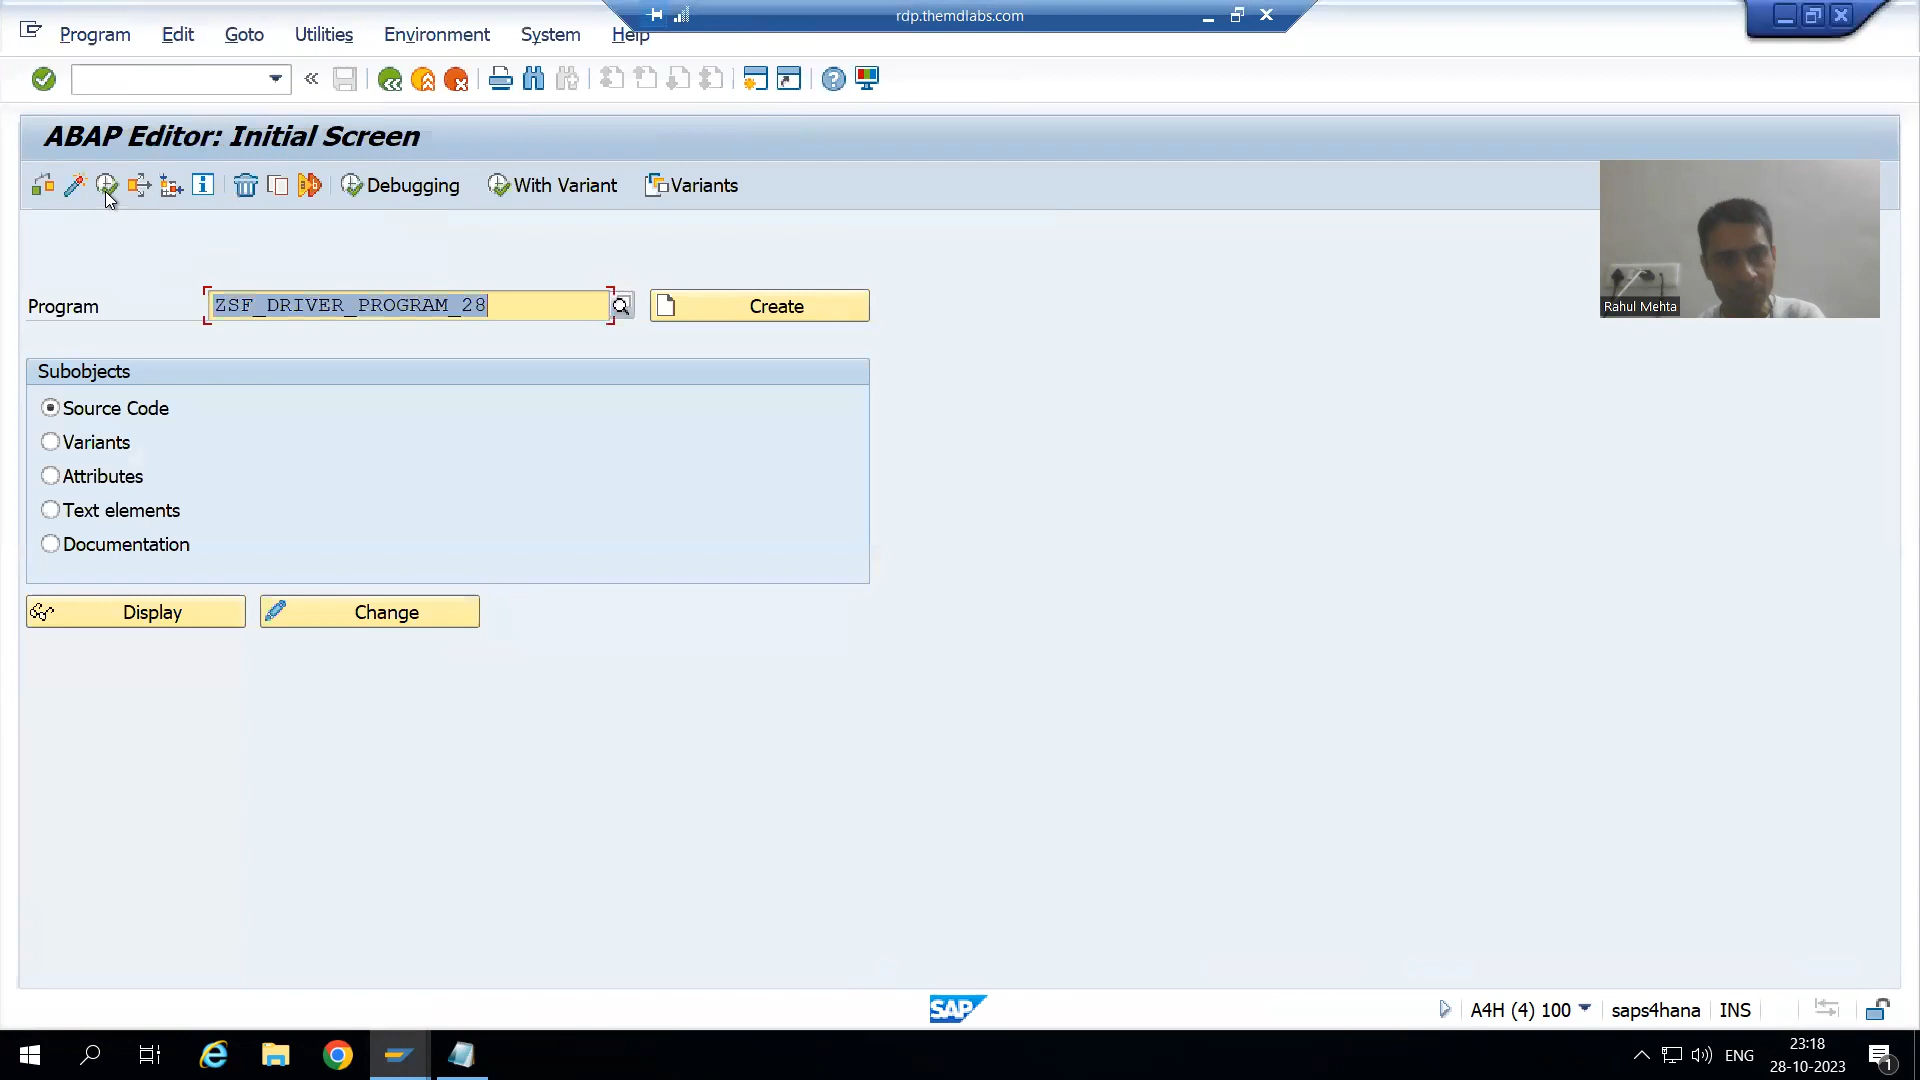 rdp.themdlabs.com
Program Edit Goto Utilities Environment System Help
ABAP Editor: Initial Screen
Debugging With Variant Variants
Program ZSF_DRIVER_PROGRAM_28 Create
Rahul Mehta
Subobjects
Source Code
Variants
Attributes
Text elements
Documentation
Display Change
SAP A4H (4) 100 saps4hana INS
ENG 23:18
28-10-2023 1